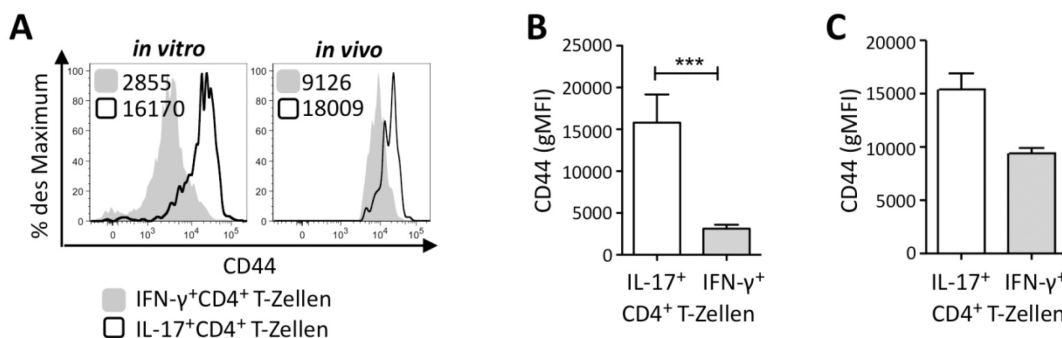 A
in vitro
in vivo
% des Maximum
100
80
60
40
20
0
2855
16170
0 10³ 10⁴ 10⁵
100
80
60
40
20
0
9126
18009
0 10³ 10⁴ 10⁵
CD44
IFN-γ⁺CD4⁺ T-Zellen
IL-17⁺CD4⁺ T-Zellen
B
CD44 (gMFI)
25000
20000
15000
10000
5000
0
***
IL-17⁺ IFN-γ⁺
CD4⁺ T-Zellen
C
CD44 (gMFI)
20000
15000
10000
5000
0
IL-17⁺ IFN-γ⁺
CD4⁺ T-Zellen